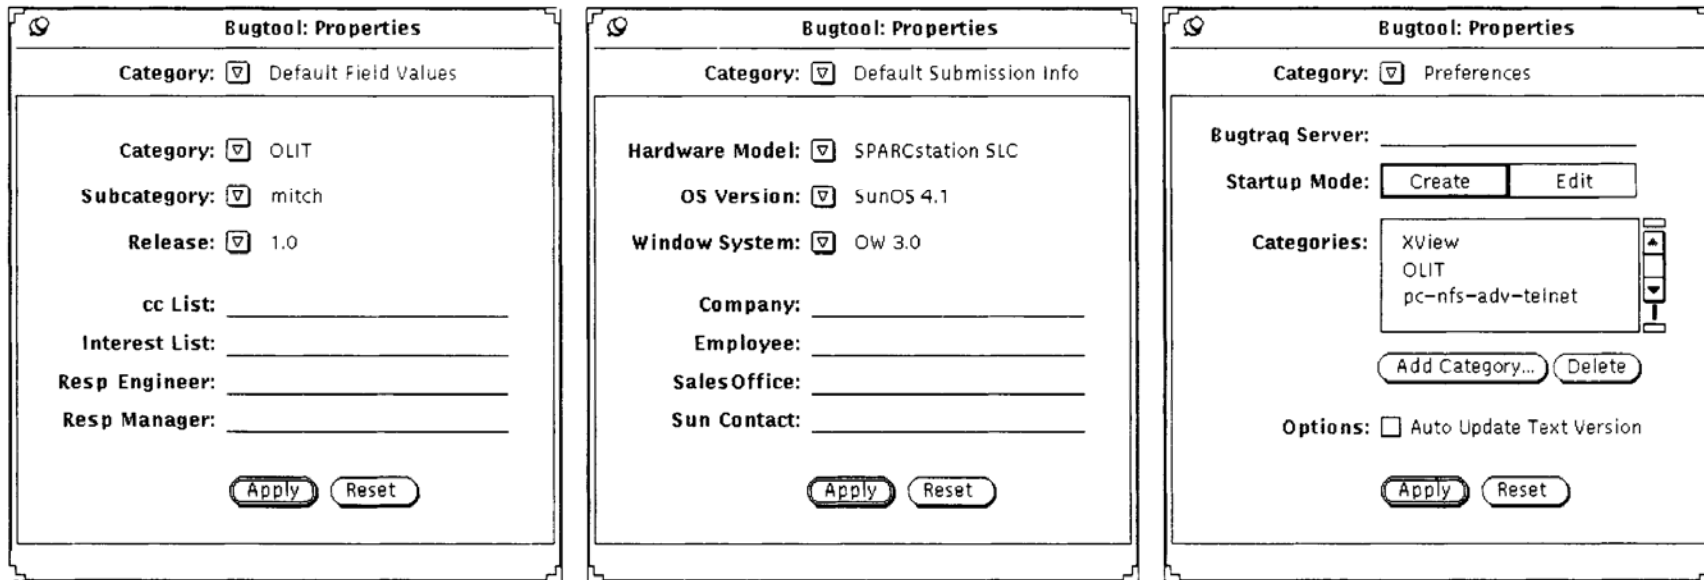 Bugtool: Properties
Category: Default Field Values
Category: OLIT
Subcategory: mitch
Release: 1.0
cc List:
Interest List:
Resp Engineer:
Resp Manager:
Apply Reset
Bugtool: Properties
Category: Default Submission Info
Hardware Model: SPARCstation SLC
OS Version: SunOS 4.1
Window System: OW 3.0
Company:
Employee:
Sales Office:
Sun Contact:
Apply Reset
Bugtool: Properties
Category: Preferences
Bugtraq Server:
Startup Mode: Create Edit
Categories: XView
OLIT
pc-nfs-adv-telnet
Add Category... Delete
Options: Auto Update Text Version
Apply Reset